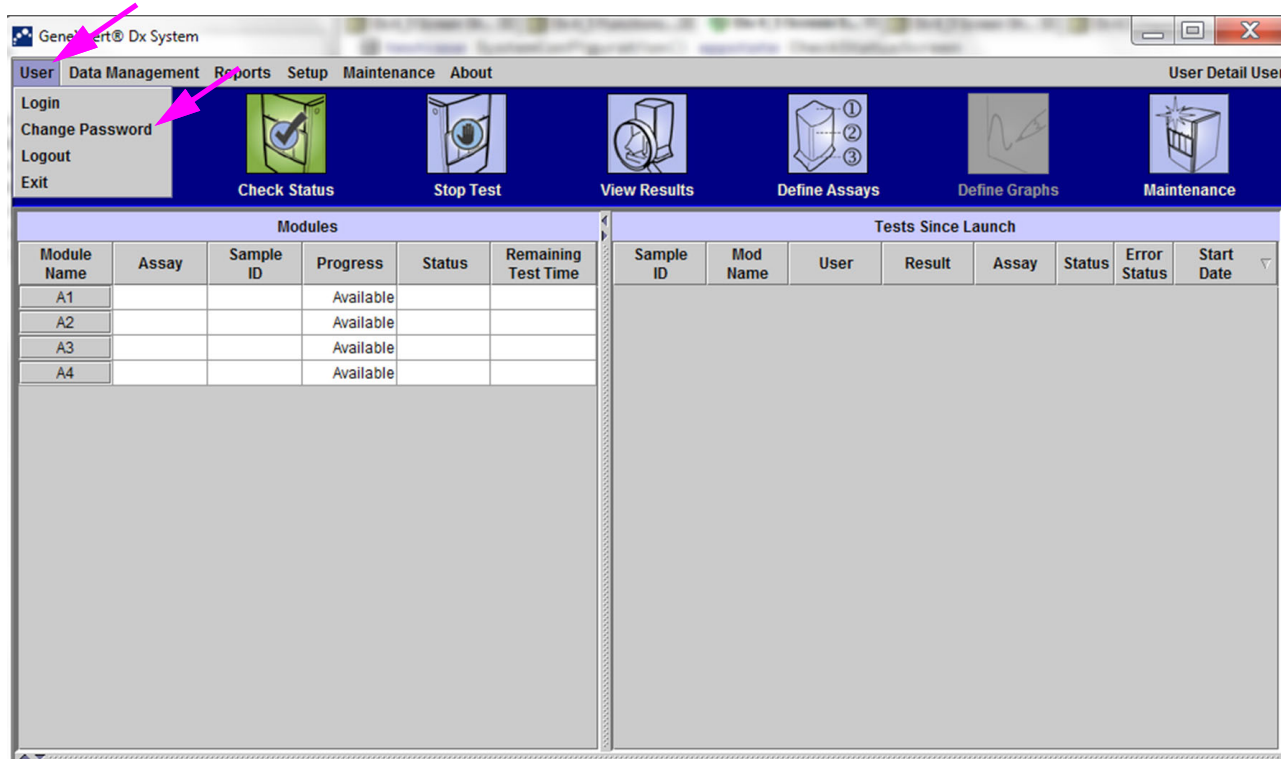 GeneXpert® Dx System
User Data Management Reports Setup Maintenance About User Detail User
Login
Change Password
Logout
Exit
Check Status Stop Test View Results Define Assays Define Graphs Maintenance
①
②
③
Modules
Module Name Assay Sample ID Progress Status Remaining Test Time
A1 Available
A2 Available
A3 Available
A4 Available
Tests Since Launch
Sample ID Mod Name User Result Assay Status Error Status Start Date